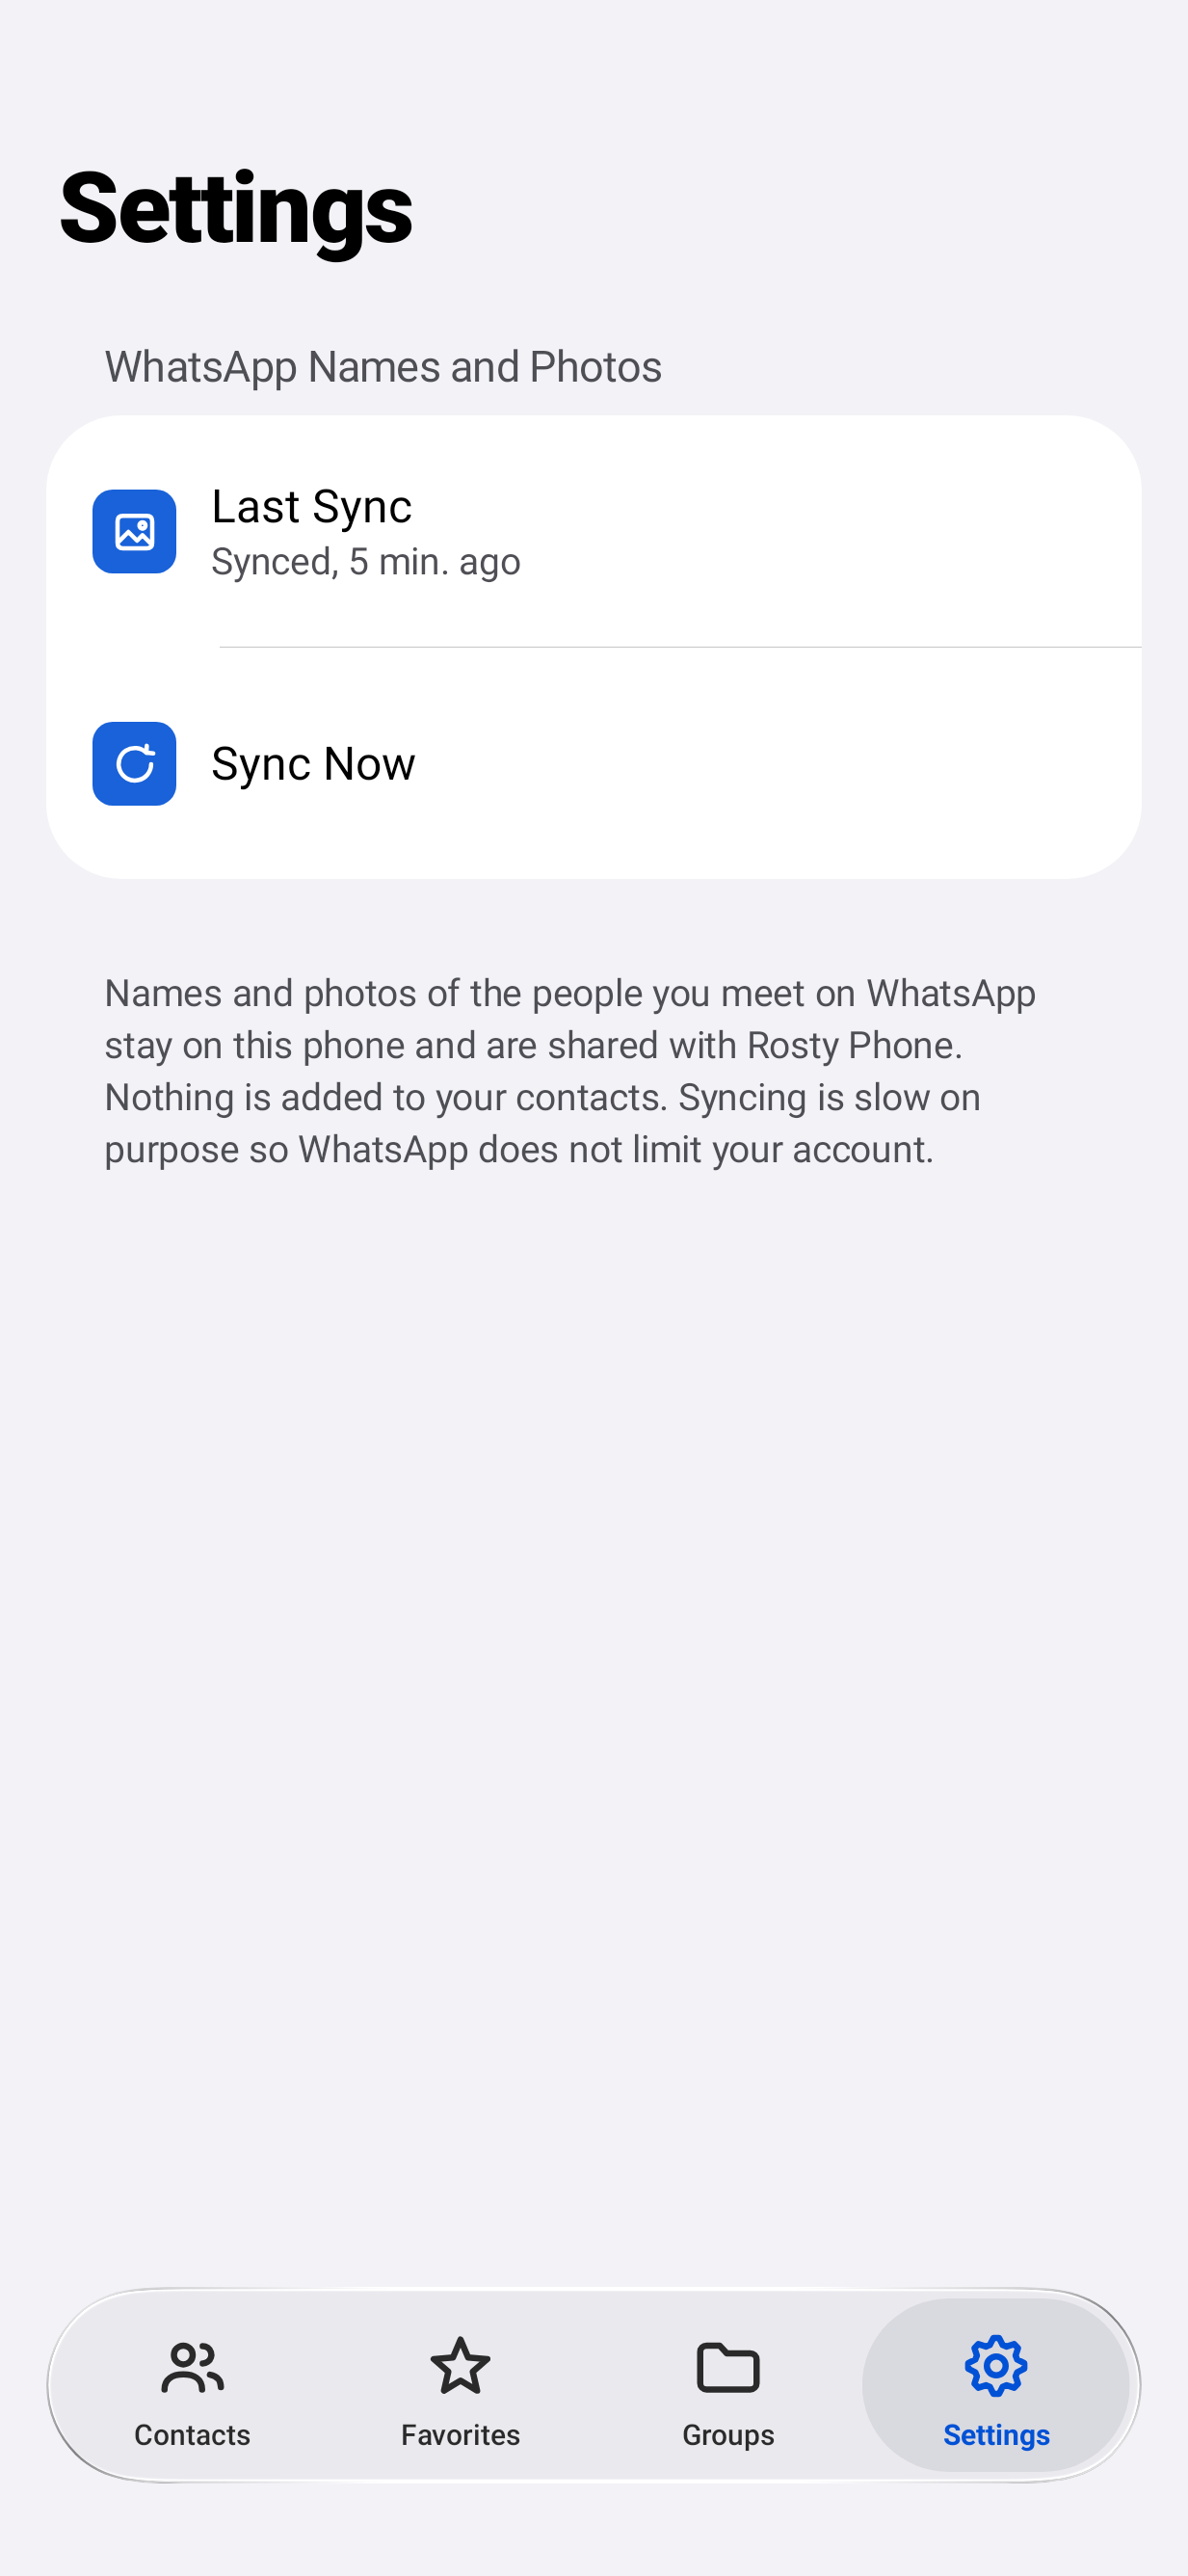 Settings
WhatsApp Names and Photos
Last Sync
Synced, 5 min. ago
Sync Now
Names and photos of the people you meet on WhatsApp
stay on this phone and are shared with Rosty Phone.
Nothing is added to your contacts. Syncing is slow on
purpose so WhatsApp does not limit your account.
Contacts
Favorites
Groups
Settings